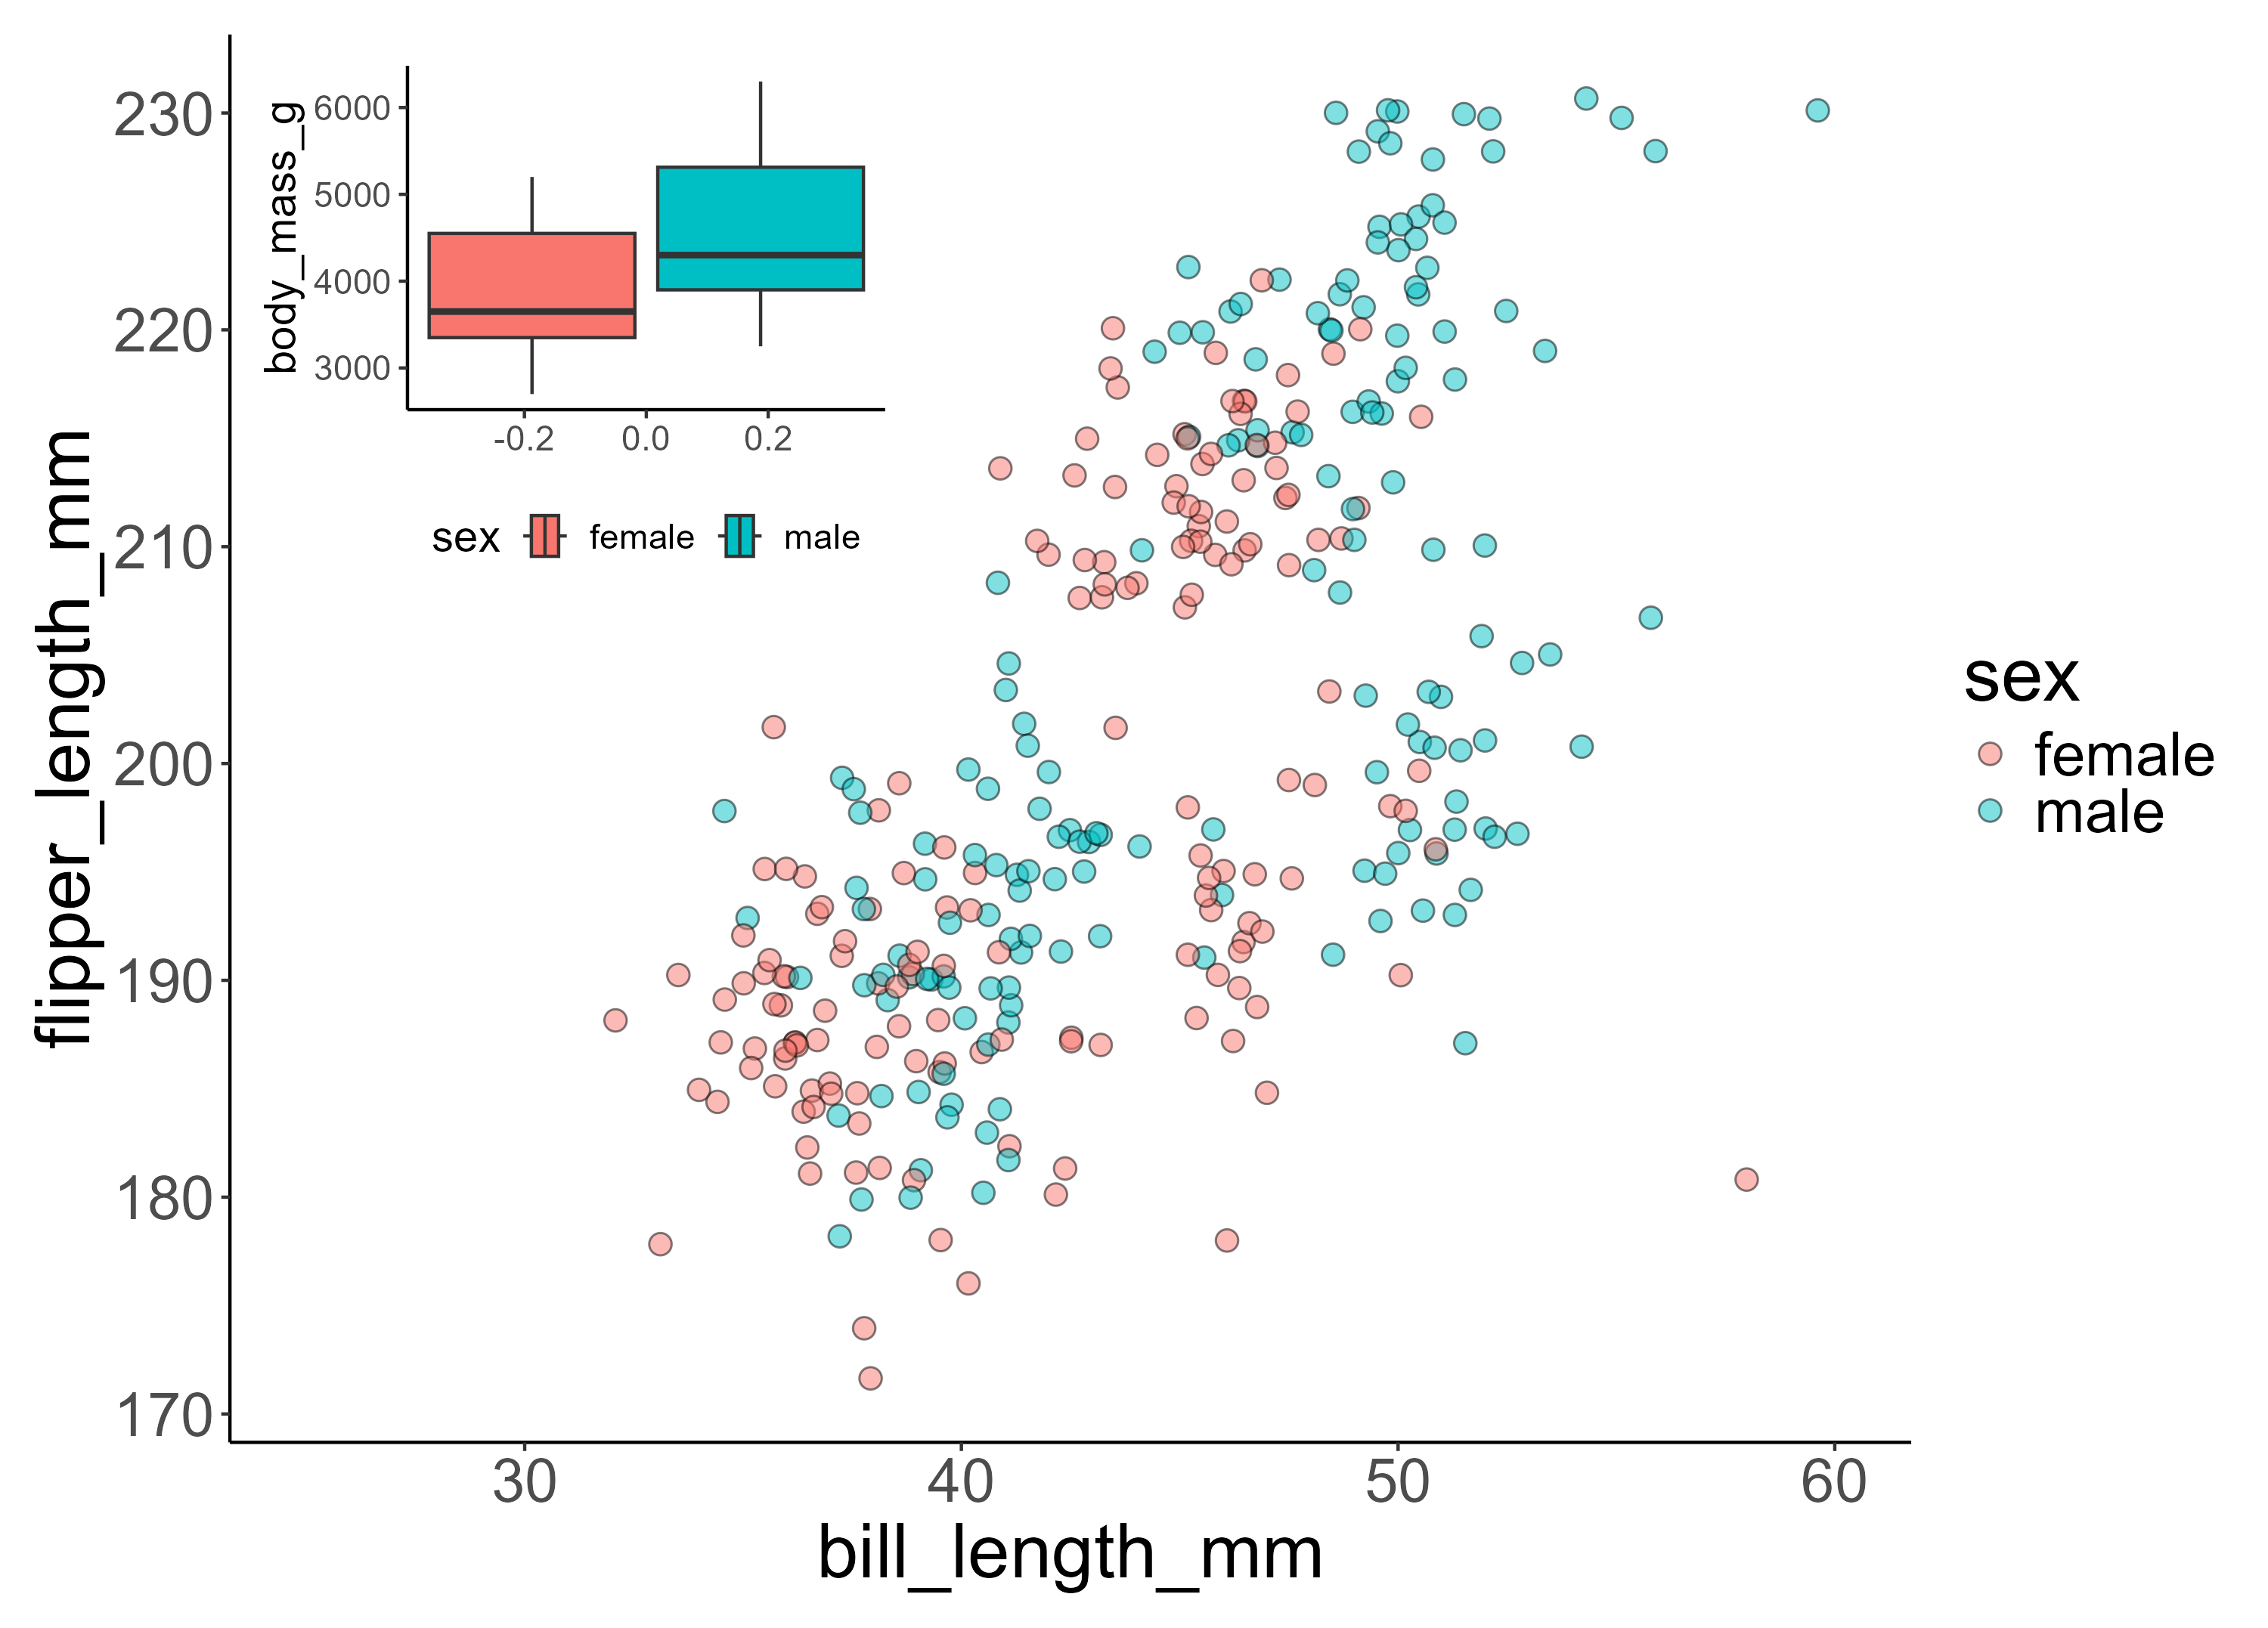 230
220
210
200
190
180
170
flipper_length_mm
30 40 50 60
bill_length_mm
body_mass_g
6000
5000
4000
3000
-0.2 0.0 0.2
sex female male
sex
female
male